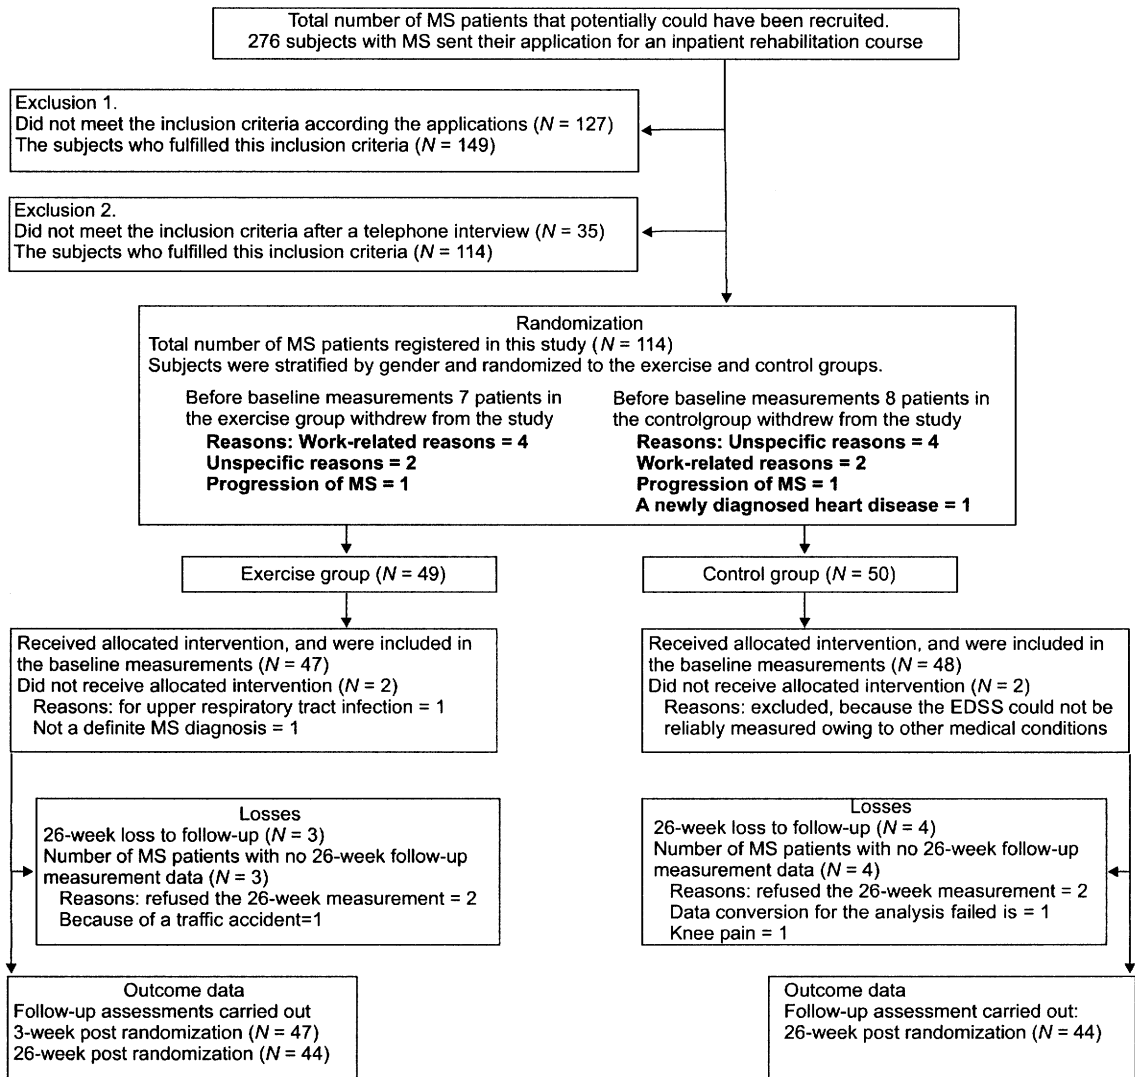 Total number of MS patients that potentially could have been recruited.
276 subjects with MS sent their application for an inpatient rehabilitation course
Exclusion 1.
Did not meet the inclusion criteria according the applications (N = 127)
The subjects who fulfilled this inclusion criteria (N = 149)
Exclusion 2.
Did not meet the inclusion criteria after a telephone interview (N = 35)
The subjects who fulfilled this inclusion criteria (N = 114)
Randomization
Total number of MS patients registered in this study (N = 114)
Subjects were stratified by gender and randomized to the exercise and control groups.
Before baseline measurements 7 patients in
the exercise group withdrew from the study
Reasons: Work-related reasons = 4
Unspecific reasons = 2
Progression of MS = 1
Before baseline measurements 8 patients in
the controlgroup withdrew from the study
Reasons: Unspecific reasons = 4
Work-related reasons = 2
Progression of MS = 1
A newly diagnosed heart disease = 1
Exercise group (N = 49)
Control group (N = 50)
Received allocated intervention, and were included in
the baseline measurements (N = 47)
Did not receive allocated intervention (N = 2)
Reasons: for upper respiratory tract infection = 1
Not a definite MS diagnosis = 1
Received allocated intervention, and were included in
the baseline measurements (N = 48)
Did not receive allocated intervention (N = 2)
Reasons: excluded, because the EDSS could not be
reliably measured owing to other medical conditions
Losses
26-week loss to follow-up (N = 3)
Number of MS patients with no 26-week follow-up
measurement data (N = 3)
Reasons: refused the 26-week measurement = 2
Because of a traffic accident=1
Losses
26-week loss to follow-up (N = 4)
Number of MS patients with no 26-week follow-up
measurement data (N = 4)
Reasons: refused the 26-week measurement = 2
Data conversion for the analysis failed is = 1
Knee pain = 1
Outcome data
Follow-up assessments carried out
3-week post randomization (N = 47)
26-week post randomization (N = 44)
Outcome data
Follow-up assessment carried out:
26-week post randomization (N = 44)